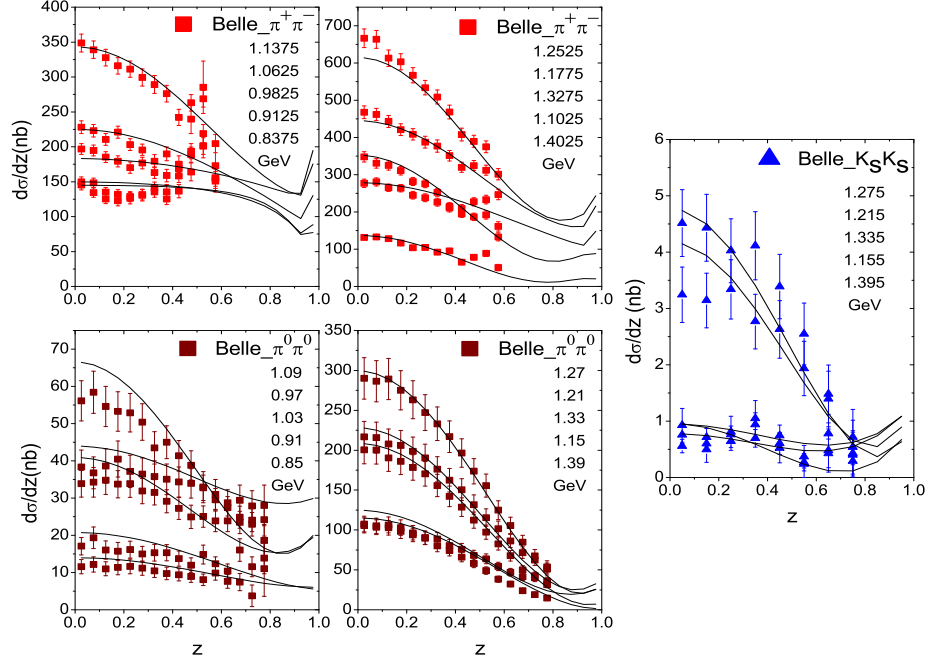 400
350
300
250
200
150
100
50
0
dσ/dz(nb)
Belle_π⁺π⁻
1.1375
1.0625
0.9825
0.9125
0.8375
GeV
0.0 0.2 0.4 0.6 0.8 1.0
800
600
400
200
0
Belle_π⁺π⁻
1.2525
1.1775
1.3275
1.1025
1.4025
GeV
0.0 0.2 0.4 0.6 0.8 1.0
70
60
50
40
30
20
10
0
dσ/dz(nb)
Belle_π⁰π⁰
1.09
0.97
1.03
0.91
0.85
GeV
0.0 0.2 0.4 0.6 0.8 1.0
z
350
300
250
200
150
100
50
0
Belle_π⁰π⁰
1.27
1.21
1.33
1.15
1.39
GeV
0.0 0.2 0.4 0.6 0.8 1.0
z
6
5
4
3
2
1
0
dσ/dz (nb)
Belle_KSKS
1.275
1.215
1.335
1.155
1.395
GeV
0.0 0.2 0.4 0.6 0.8 1.0
z